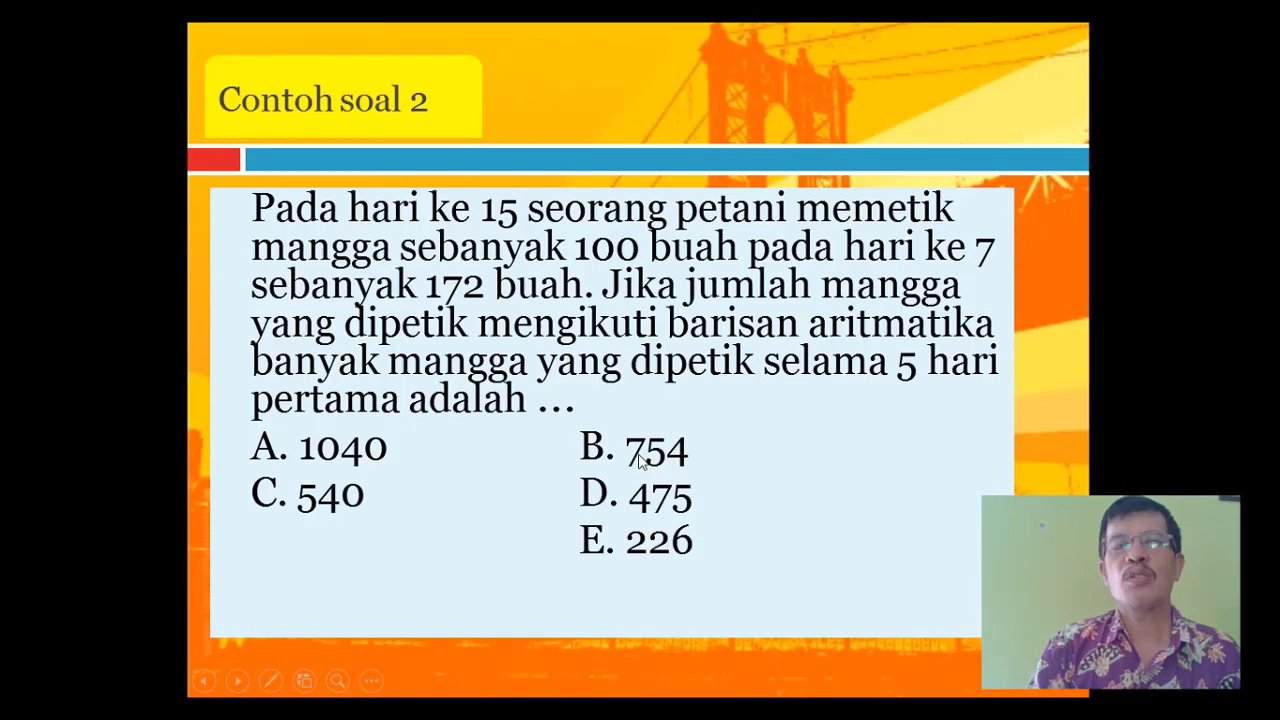 Contoh soal 2
Pada hari ke 15 seorang petani memetik
mangga sebanyak 100 buah pada hari ke 7
sebanyak 172 buah. Jika jumlah mangga
yang dipetik mengikuti barisan aritmatika
banyak mangga yang dipetik selama 5 hari
pertama adalah ...
A. 1040 B. 754
C. 540 D. 475
E. 226